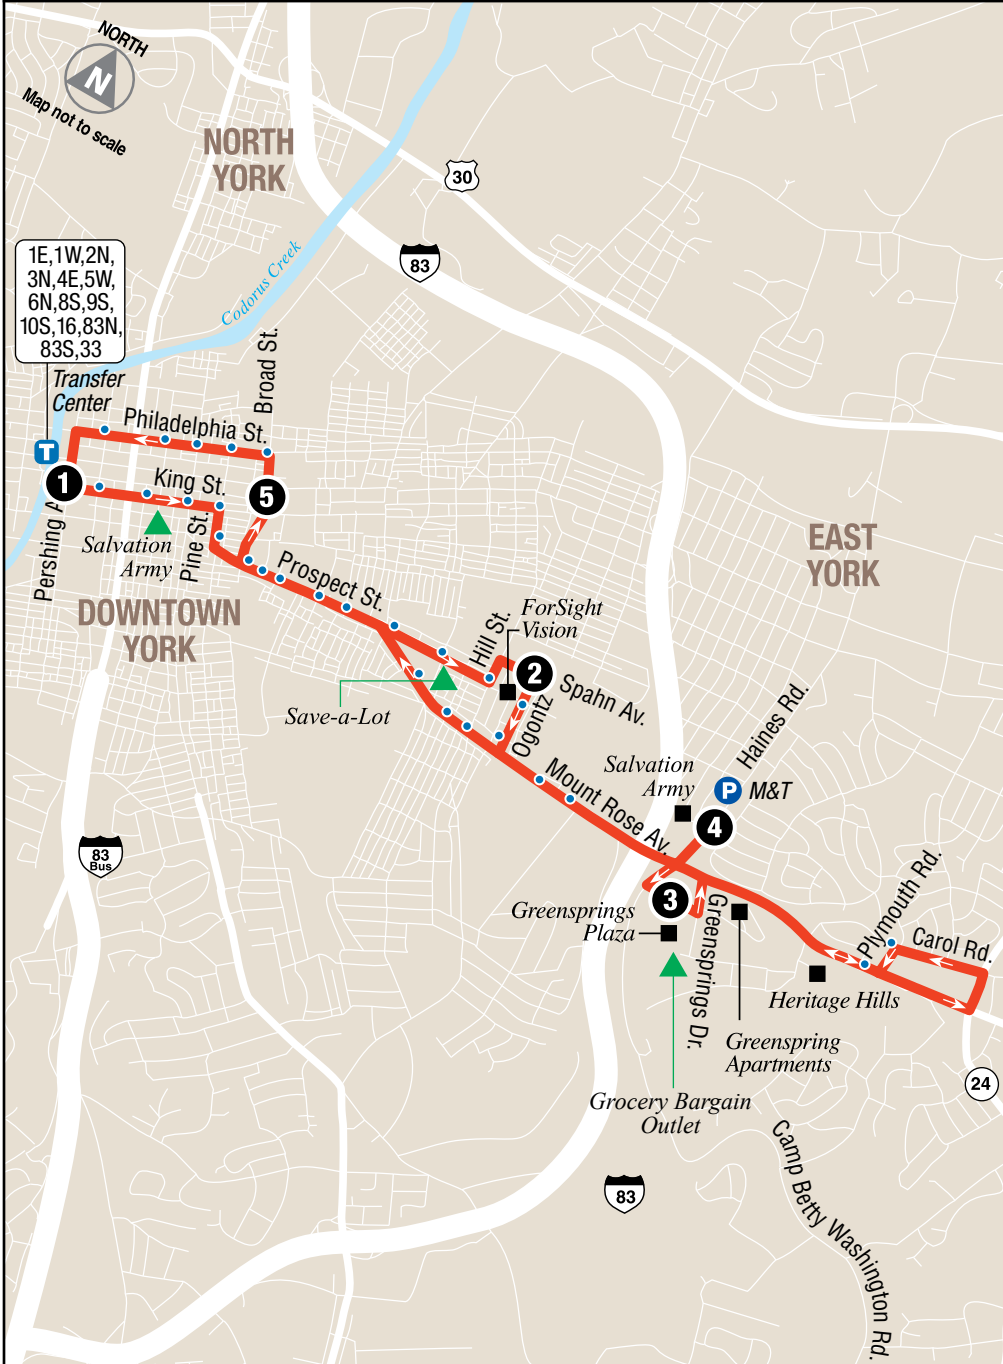 NORTH
N
Map not to scale
NORTH
YORK
30
83
Codorus Creek
1E,1W,2N,
3N,4E,5W,
6N,8S,9S,
10S,16,83N,
83S,33
Transfer
Center
T
Broad St.
Philadelphia St.
1
King St.
5
Pershing A
Salvation
Army
Pine St.
Prospect St.
DOWNTOWN
YORK
EAST
YORK
Hill St.
ForSight
Vision
2
Spahn Av.
Save-a-Lot
Ogontz
Haines Rd.
Mount Rose Av.
Salvation
Army
P
M&T
4
83
Bus
3
Greensprings
Plaza
Greensprings Dr.
Plymouth Rd.
Carol Rd.
Heritage Hills
Greenspring
Apartments
24
Grocery Bargain
Outlet
Camp Betty Washington Rd.
83